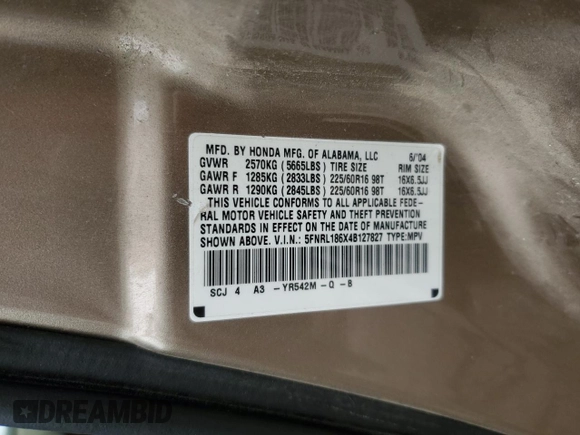 MFD. BY HONDA MFG. OF ALABAMA, LLC 6/'04
GVWR 2570KG (5665LBS) TIRE SIZE RIM SIZE
GAWR F 1285KG (2833LBS) 225/60R16 98T 16X6.5JJ
GAWR R 1290KG (2845LBS) 225/60R16 98T 16X6.5JJ
THIS VEHICLE CONFORMS TO ALL APPLICABLE FEDE-
RAL MOTOR VEHICLE SAFETY AND THEFT PREVENTION
STANDARDS IN EFFECT ON THE DATE OF MANUFACTURE
SHOWN ABOVE. V.I.N.: 5FNRL186X4B127827 TYPE:MPV
SCJ 4 A3 -YR542M-Q-B
DREAMBID